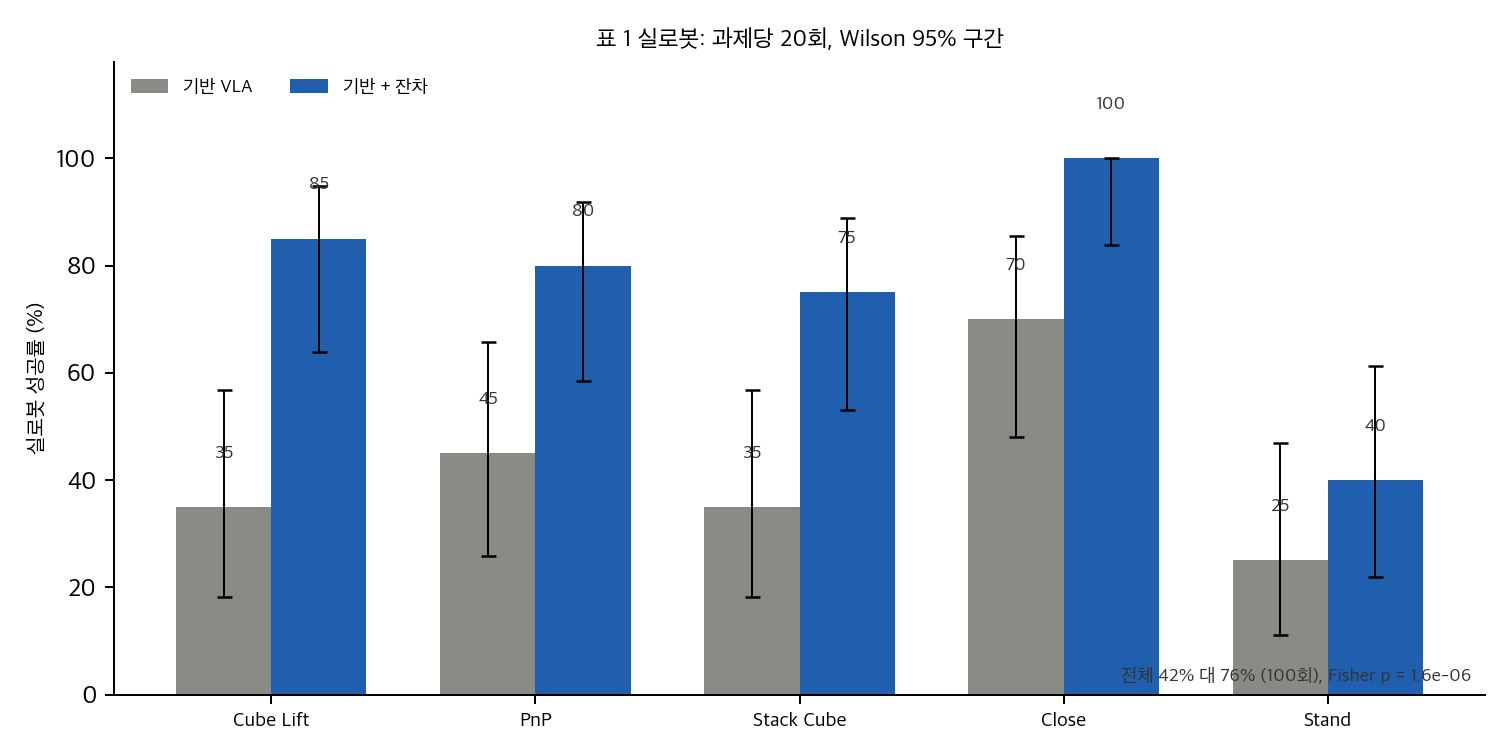 표 1 실로봇: 과제당 20회, Wilson 95% 구간
기반 VLA
기반 + 잔차
실로봇 성공률 (%)
100
80
60
40
20
0
35
85
45
80
35
75
70
100
25
40
전체 42% 대 76% (100회), Fisher p = 1.6e-06
Cube Lift
PnP
Stack Cube
Close
Stand